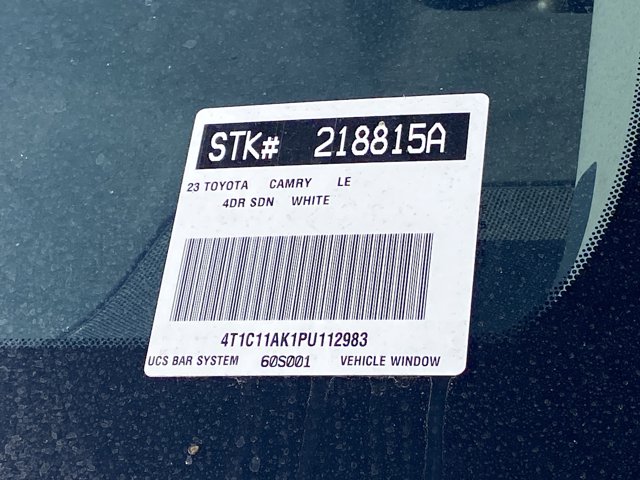 STK# 218815A
23 TOYOTA CAMRY LE
4DR SDN WHITE
4T1C11AK1PU112983
UCS BAR SYSTEM 60S001 VEHICLE WINDOW